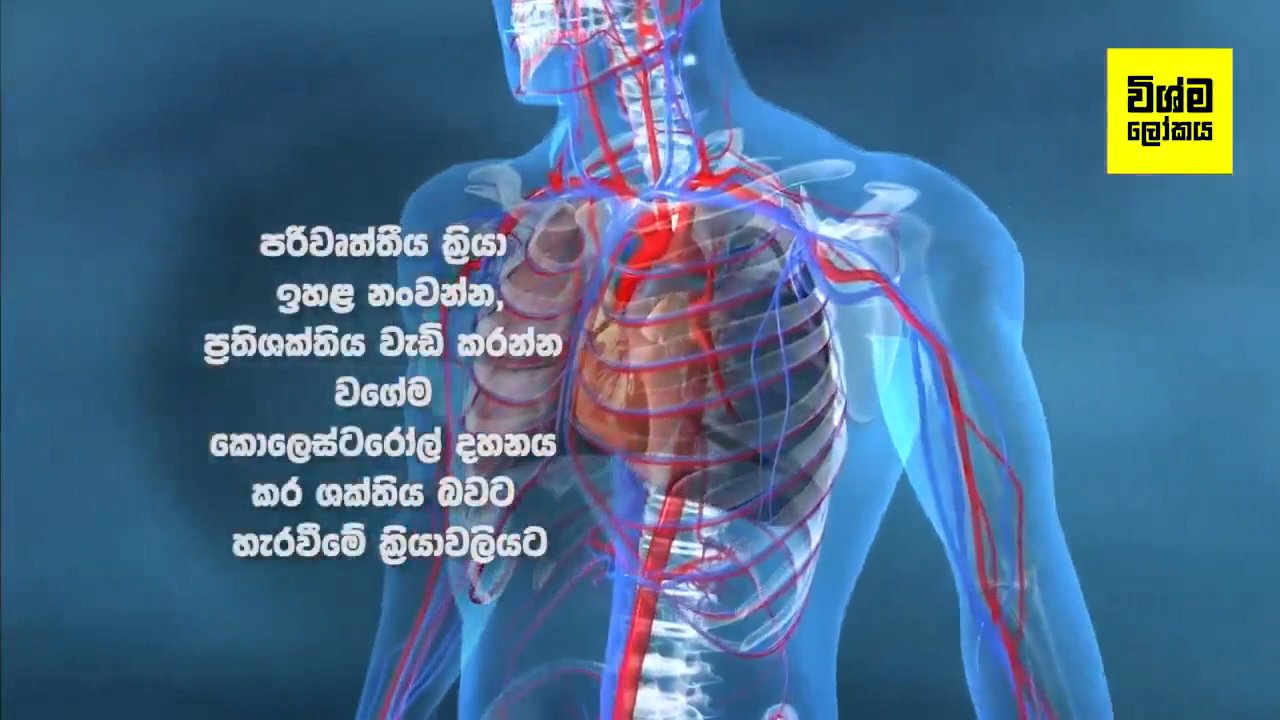 විශ්ම
ලෝකය
පරිවෘත්තීය ක්‍රියා
ඉහළ නංවන්න,
ප්‍රතිශක්තිය වැඩි කරන්න
වගේම
කොලෙස්ටරෝල් දහනය
කර ශක්තිය බවට
හැරවීමේ ක්‍රියාවලියට